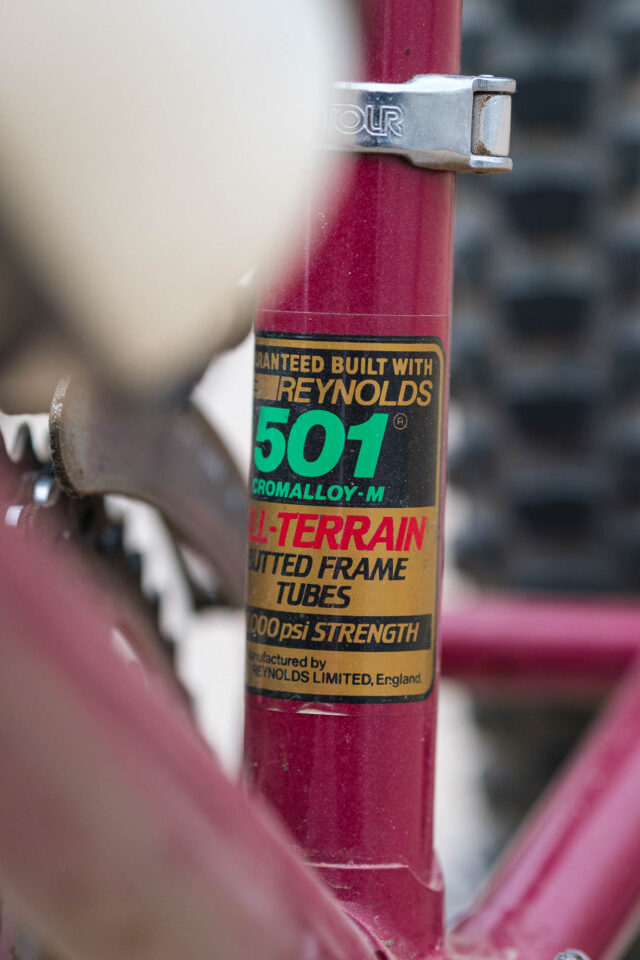 TOUR
RANTEED BUILT WITH
REYNOLDS
501 ®
CROMALLOY-M
LL-TERRAIN
UTTED FRAME
TUBES
000 psi STRENGTH
anufactured by
REYNOLDS LIMITED, England.